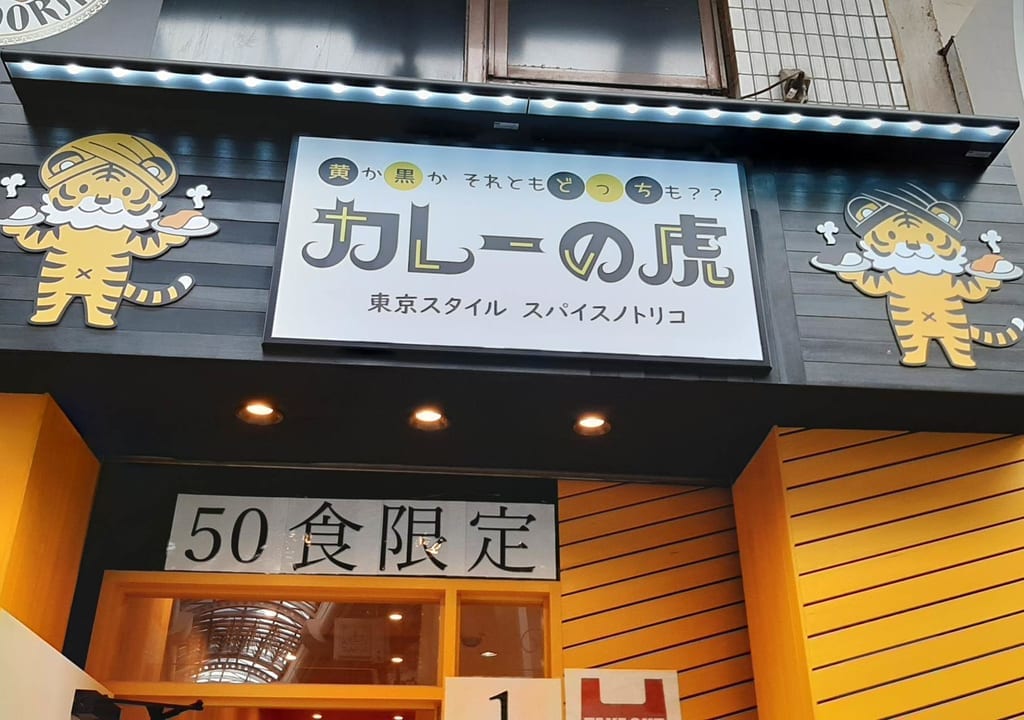 黄か黒か それともどっちも??
カレーの虎
東京スタイル スパイスノトリコ
50食限定
1
TAKEOUT